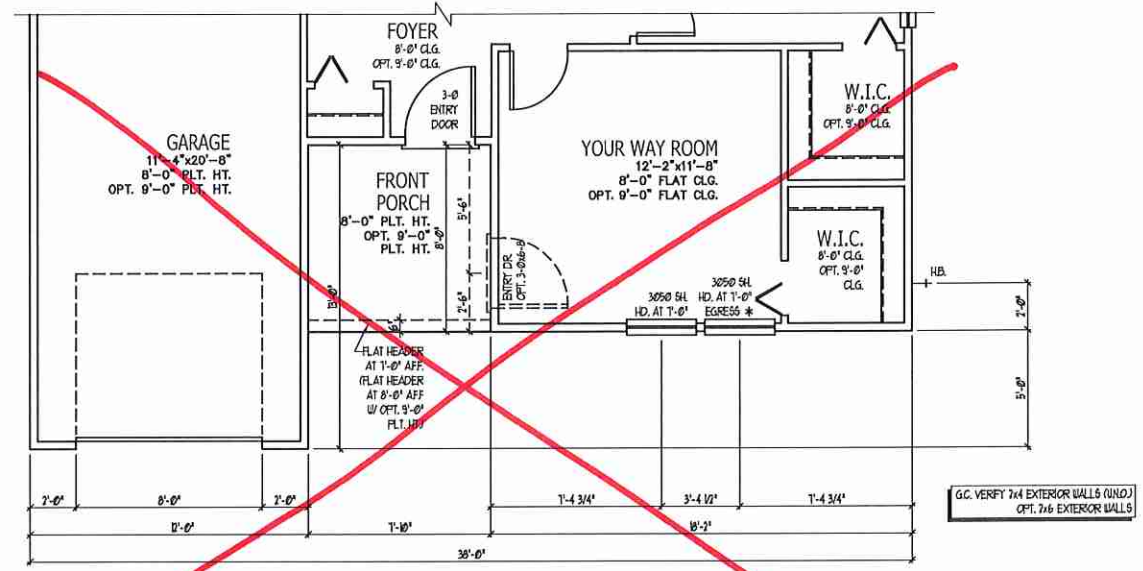 FOYER
8'-0" CLG.
OPT. 9'-0" CLG.
3-0
ENTRY
DOOR
GARAGE
11'-4"x20'-8"
8'-0" PLT. HT.
OPT. 9'-0" PLT. HT.
FRONT
PORCH
8'-0" PLT. HT.
OPT. 9'-0"
PLT. HT.
5'-6"
8'-0"
2'-6"
13'-0"
6"
YOUR WAY ROOM
12'-2"x11'-8"
8'-0" FLAT CLG.
OPT. 9'-0" FLAT CLG.
W.I.C.
8'-0" CLG.
OPT. 9'-0" CLG.
W.I.C.
8'-0" CLG.
OPT. 9'-0"
CLG.
ENTRY DR.
OPT. 3-0x6-8
3050 SH.
HD. AT 7'-0"
3050 SH.
HD. AT 7'-0"
EGRESS *
H.B.
2'-0"
5'-0"
FLAT HEADER
AT 7'-0" AFF.
(FLAT HEADER
AT 8'-0" AFF
W/ OPT. 9'-0"
PLT. HT.)
2'-0"
8'-0"
2'-0"
7'-4 3/4"
3'-4 1/2"
7'-4 3/4"
12'-0"
7'-10"
18'-2"
38'-0"
G.C. VERIFY 2x4 EXTERIOR WALLS (U.N.O.)
OPT. 2x6 EXTERIOR WALLS